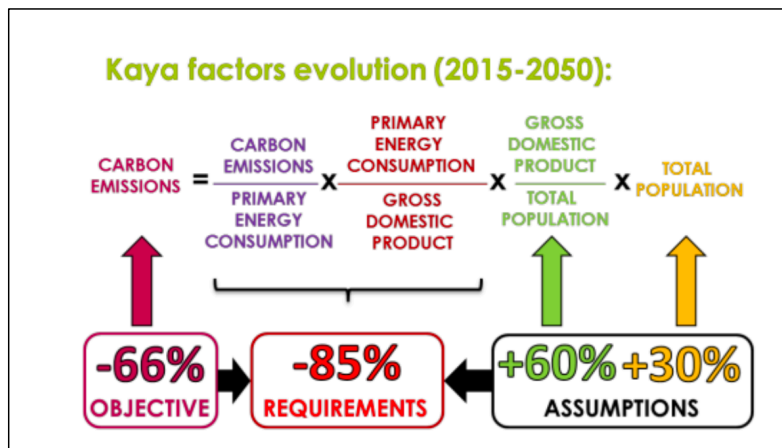 Kaya factors evolution (2015-2050):
CARBON
EMISSIONS
=
CARBON
EMISSIONS
PRIMARY
ENERGY
CONSUMPTION
x
PRIMARY
ENERGY
CONSUMPTION
GROSS
DOMESTIC
PRODUCT
x
GROSS
DOMESTIC
PRODUCT
TOTAL
POPULATION
x
TOTAL
POPULATION
-66%
OBJECTIVE
-85%
REQUIREMENTS
+60% +30%
ASSUMPTIONS